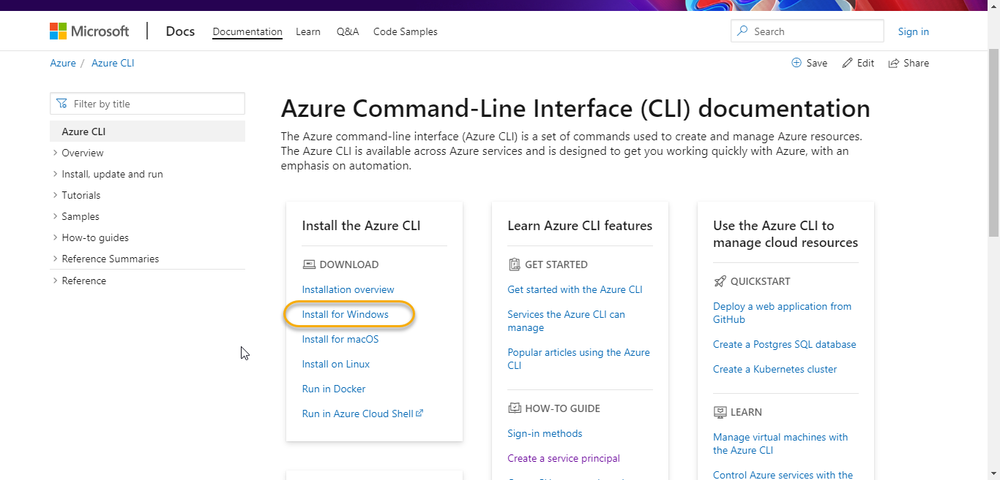 Microsoft
Docs
Documentation
Learn
Q&A
Code Samples
Search
Sign in
Azure / Azure CLI
Save
Edit
Share
Filter by title
Azure CLI
Overview
Install, update and run
Tutorials
Samples
How-to guides
Reference Summaries
Reference
Azure Command-Line Interface (CLI) documentation
The Azure command-line interface (Azure CLI) is a set of commands used to create and manage Azure resources.
The Azure CLI is available across Azure services and is designed to get you working quickly with Azure, with an
emphasis on automation.
Install the Azure CLI
DOWNLOAD
Installation overview
Install for Windows
Install for macOS
Install on Linux
Run in Docker
Run in Azure Cloud Shell
Learn Azure CLI features
GET STARTED
Get started with the Azure CLI
Services the Azure CLI can
manage
Popular articles using the Azure
CLI
HOW-TO GUIDE
Sign-in methods
Create a service principal
Use the Azure CLI to
manage cloud resources
QUICKSTART
Deploy a web application from
GitHub
Create a Postgres SQL database
Create a Kubernetes cluster
LEARN
Manage virtual machines with
the Azure CLI
Control Azure services with the